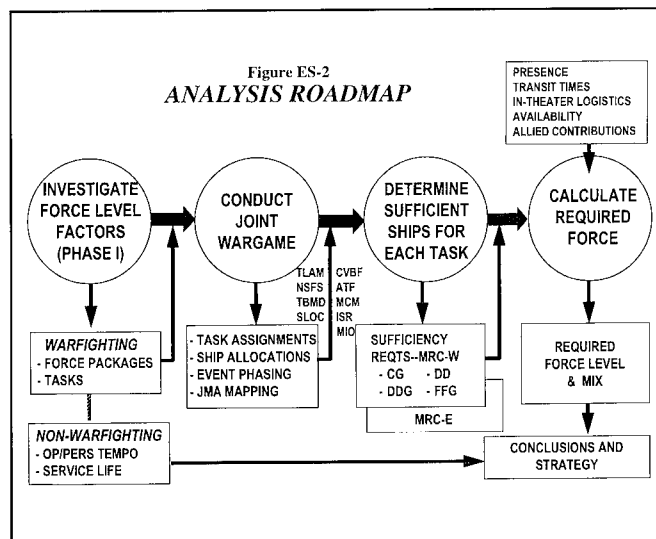 Figure ES-2
ANALYSIS ROADMAP
PRESENCE
TRANSIT TIMES
IN-THEATER LOGISTICS
AVAILABILITY
ALLIED CONTRIBUTIONS
INVESTIGATE
FORCE LEVEL
FACTORS
(PHASE I)
CONDUCT
JOINT
WARGAME
DETERMINE
SUFFICIENT
SHIPS FOR
EACH TASK
CALCULATE
REQUIRED
FORCE
TLAM CVBF
NSFS ATF
TBMD MCM
SLOC ISR
MIO
WARFIGHTING
- FORCE PACKAGES
- TASKS
- TASK ASSIGNMENTS
- SHIP ALLOCATIONS
- EVENT PHASING
- JMA MAPPING
SUFFICIENCY
REQTS--MRC-W
- CG - DD
- DDG - FFG
MRC-E
REQUIRED
FORCE LEVEL
& MIX
NON-WARFIGHTING
- OP/PERS TEMPO
- SERVICE LIFE
CONCLUSIONS AND
STRATEGY